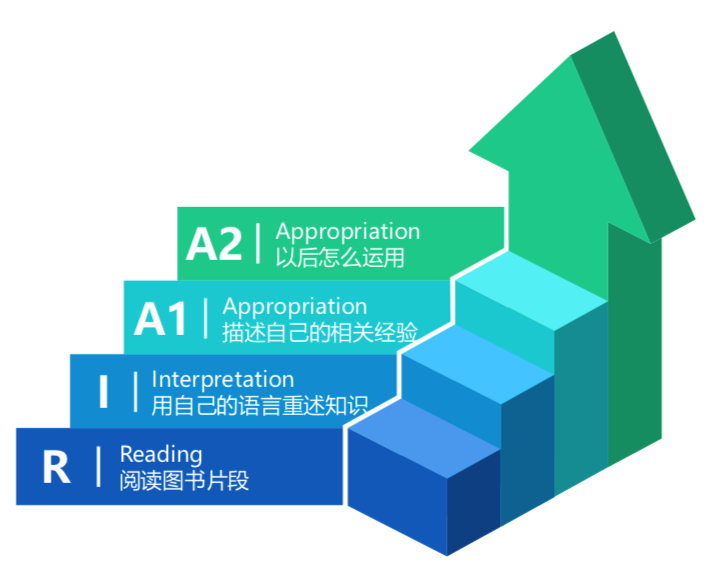 A2
Appropriation
以后怎么运用
A1
Appropriation
描述自己的相关经验
I
Interpretation
用自己的语言重述知识
R
Reading
阅读图书片段